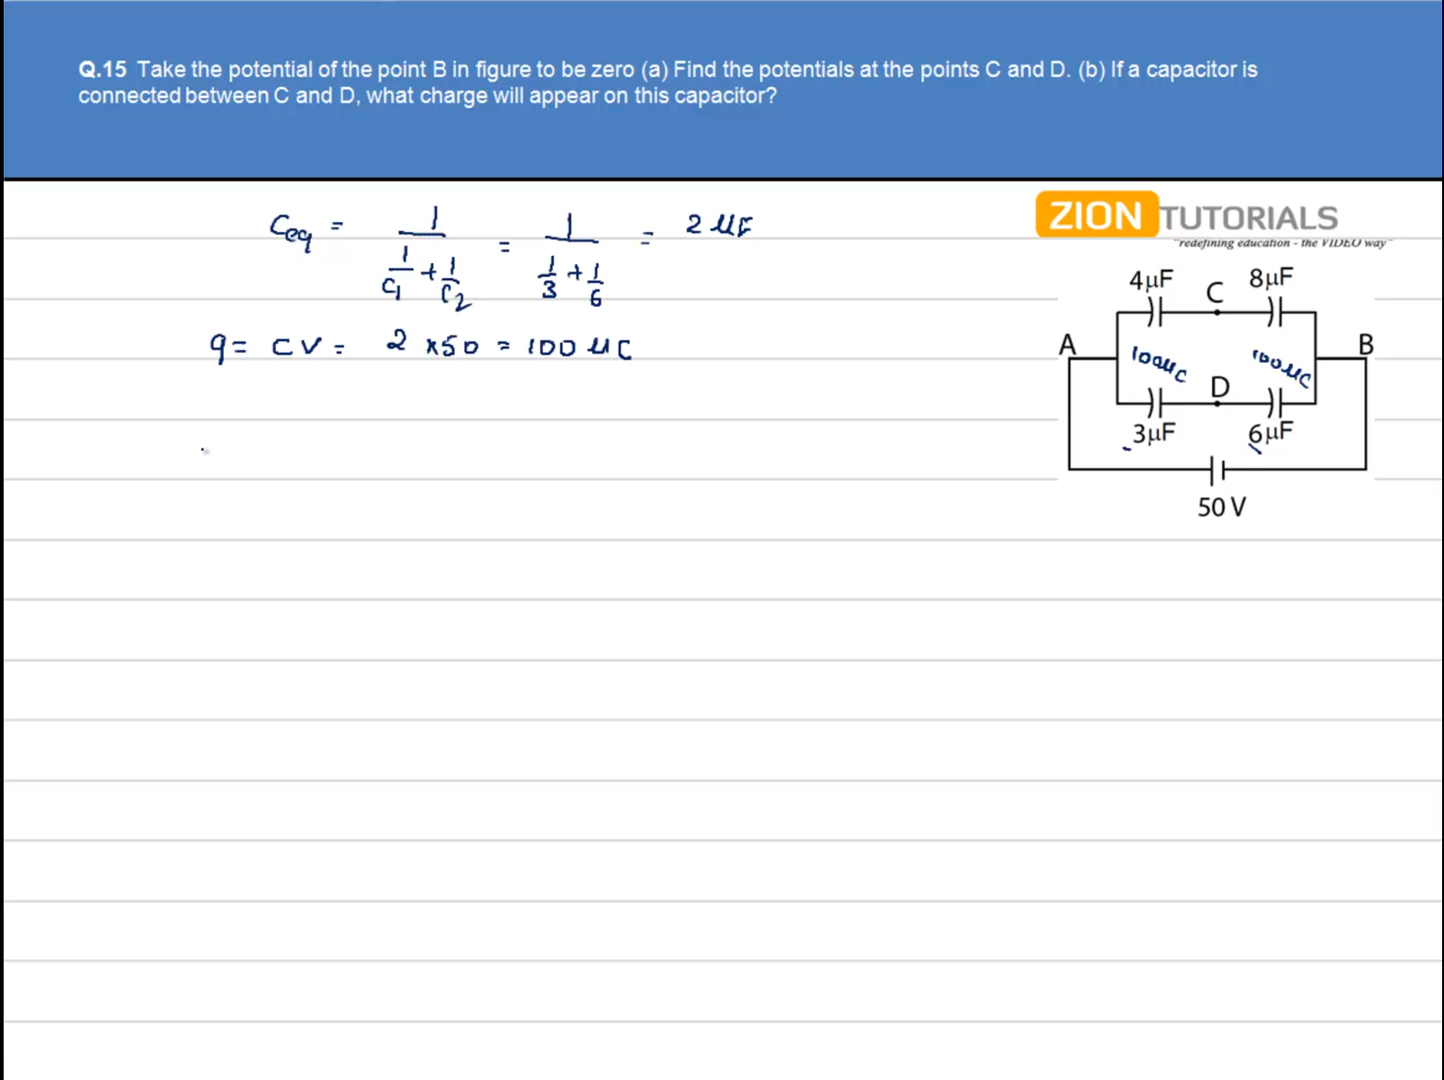 Q.15 Take the potential of the point B in figure to be zero (a) Find the potentials at the points C and D. (b) If a capacitor is
connected between C and D, what charge will appear on this capacitor?
Ceq = 1 / (1/C1 + 1/C2) = 1 / (1/3 + 1/6) = 2 μF
q = CV = 2 × 50 = 100 μC
ZION TUTORIALS
"redefining education - the VIDEO way"
4μF C 8μF
A B
100μC 100μC
D
3μF 6μF
50 V